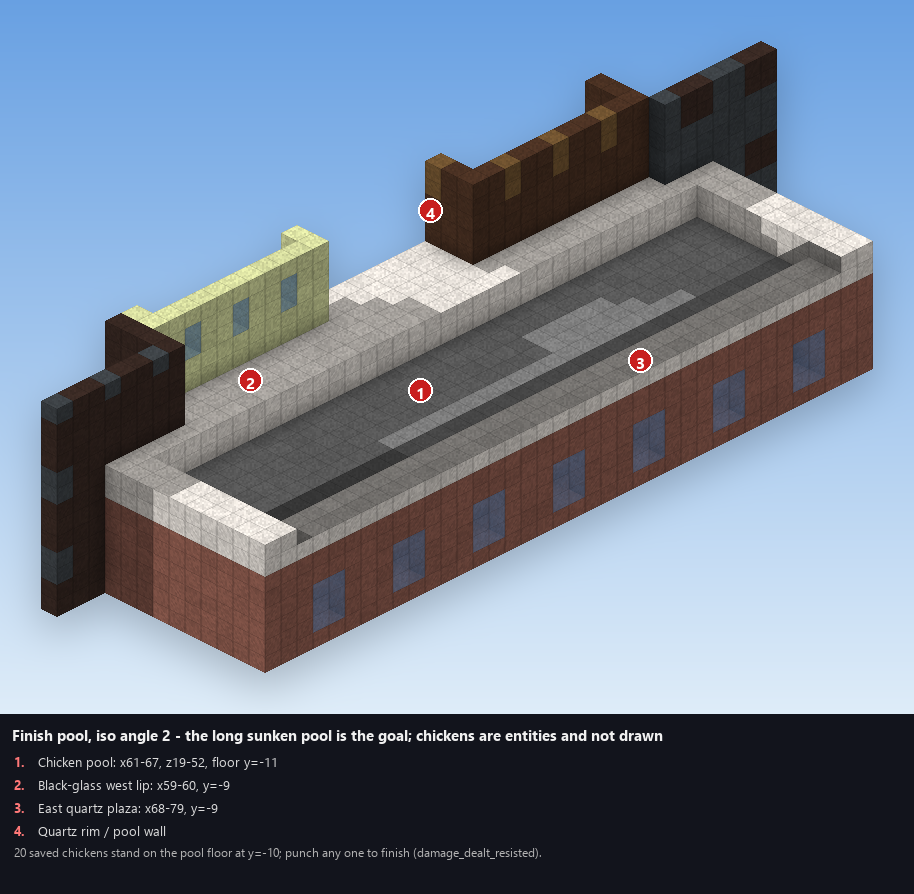 4
2
1
3
Finish pool, iso angle 2 - the long sunken pool is the goal; chickens are entities and not drawn
1. Chicken pool: x61-67, z19-52, floor y=-11
2. Black-glass west lip: x59-60, y=-9
3. East quartz plaza: x68-79, y=-9
4. Quartz rim / pool wall
20 saved chickens stand on the pool floor at y=-10; punch any one to finish (damage_dealt_resisted).